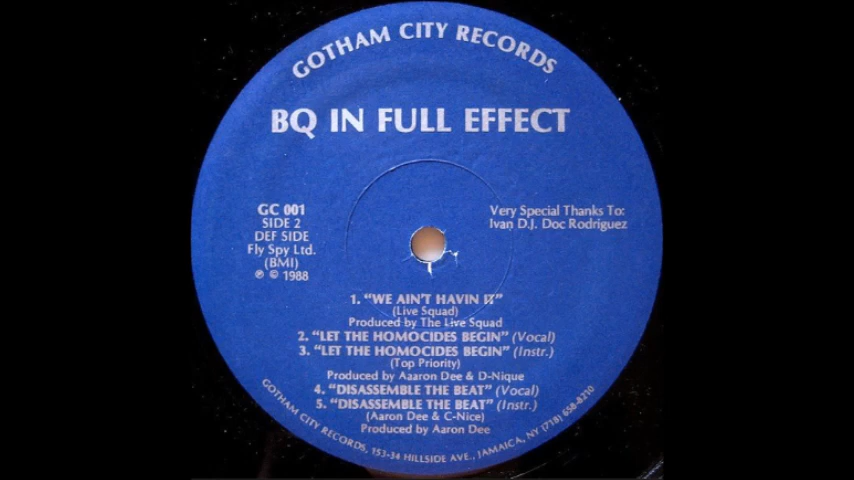 GOTHAM CITY RECORDS
BQ IN FULL EFFECT
GC 001
SIDE 2
DEF SIDE
Fly Spy Ltd.
(BMI)
℗ © 1988
Very Special Thanks To:
Ivan D.J. Doc Rodriguez
1. “WE AIN'T HAVIN IT”
(Live Squad)
Produced by The Live Squad
2. “LET THE HOMOCIDES BEGIN” (Vocal)
3. “LET THE HOMOCIDES BEGIN” (Instr.)
(Top Priority)
Produced by Aaaron Dee & D-Nique
4. “DISASSEMBLE THE BEAT” (Vocal)
5. “DISASSEMBLE THE BEAT” (Instr.)
(Aaron Dee & C-Nice)
Produced by Aaron Dee
GOTHAM CITY RECORDS, 153-34 HILLSIDE AVE., JAMAICA, NY (718) 658-8210